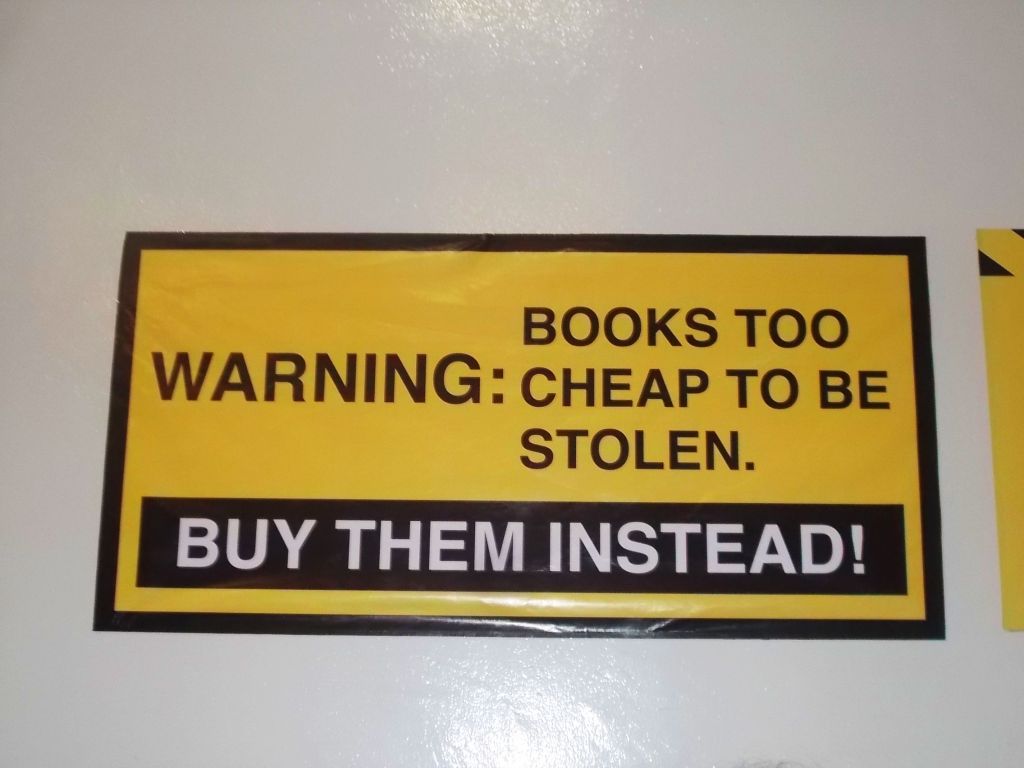 WARNING:
BOOKS TOO
CHEAP TO BE
STOLEN.
BUY THEM INSTEAD!